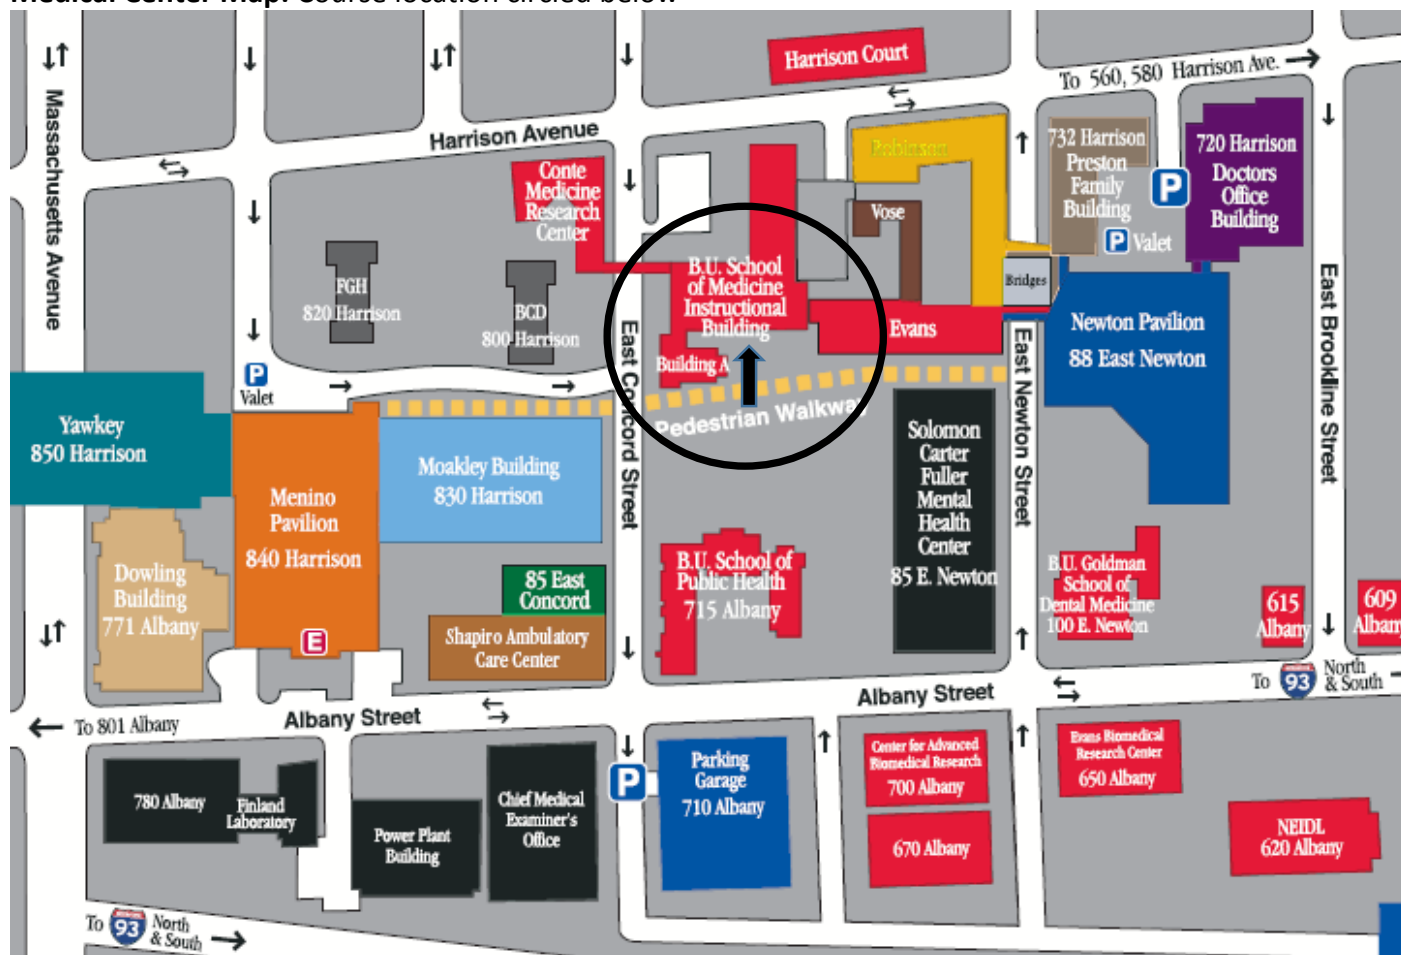 Medical Center Map: Course location circled below
Harrison Court
To 560, 580 Harrison Ave.
Massachusetts Avenue
Harrison Avenue
Conte
Medicine
Research
Center
Robinson
Vose
732 Harrison
Preston
Family
Building
P
P Valet
720 Harrison
Doctors
Office
Building
FGH
820 Harrison
BCD
800 Harrison
B.U. School
of Medicine
Instructional
Building
Building A
Evans
Bridges
Newton Pavilion
88 East Newton
East Concord Street
East Newton Street
East Brookline Street
P
Valet
Pedestrian Walkway
Yawkey
850 Harrison
Menino
Pavilion
840 Harrison
E
Moakley Building
830 Harrison
Solomon
Carter
Fuller
Mental
Health
Center
85 E. Newton
Dowling
Building
771 Albany
85 East
Concord
Shapiro Ambulatory
Care Center
B.U. School of
Public Health
715 Albany
B.U. Goldman
School of
Dental Medicine
100 E. Newton
615
Albany
609
Albany
To 93 North
& South
To 801 Albany
Albany Street
Albany Street
780 Albany
Finland
Laboratory
Power Plant
Building
Chief Medical
Examiner's
Office
P
Parking
Garage
710 Albany
Center for Advanced
Biomedical Research
700 Albany
670 Albany
Evans Biomedical
Research Center
650 Albany
NEIDL
620 Albany
To 93 North
& South